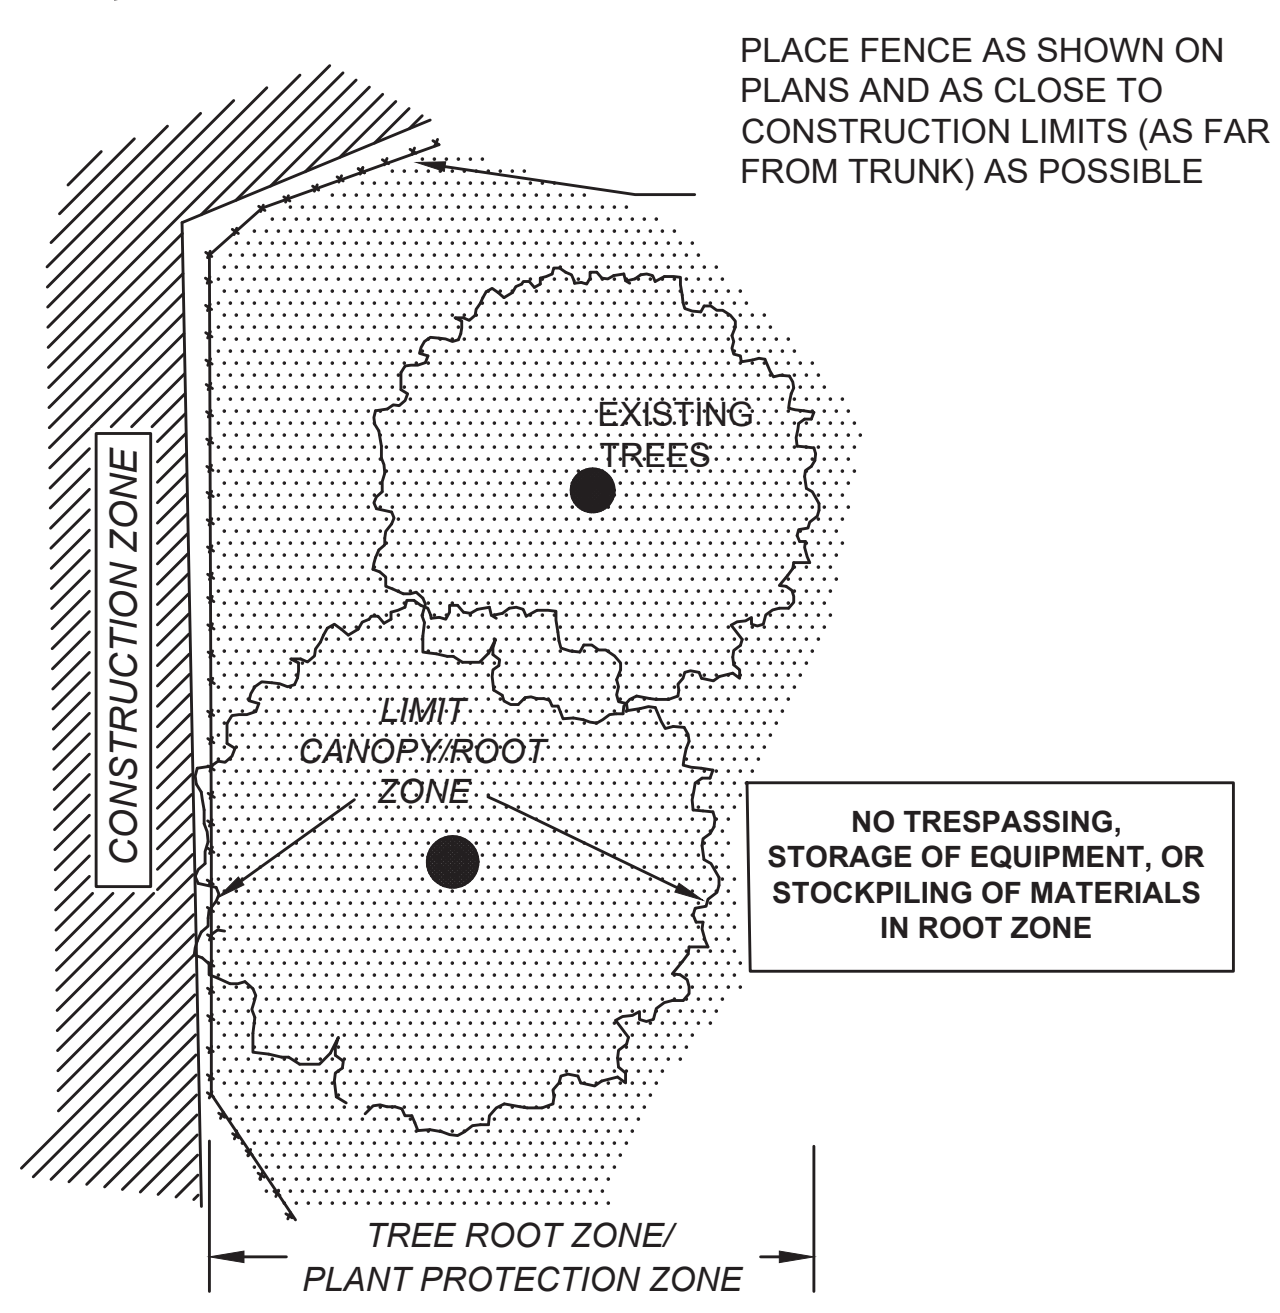 PLACE FENCE AS SHOWN ON
PLANS AND AS CLOSE TO
CONSTRUCTION LIMITS (AS FAR
FROM TRUNK) AS POSSIBLE
EXISTING
TREES
CONSTRUCTION ZONE
LIMIT
CANOPY/ROOT
ZONE
NO TRESPASSING,
STORAGE OF EQUIPMENT, OR
STOCKPILING OF MATERIALS
IN ROOT ZONE
TREE ROOT ZONE/
PLANT PROTECTION ZONE